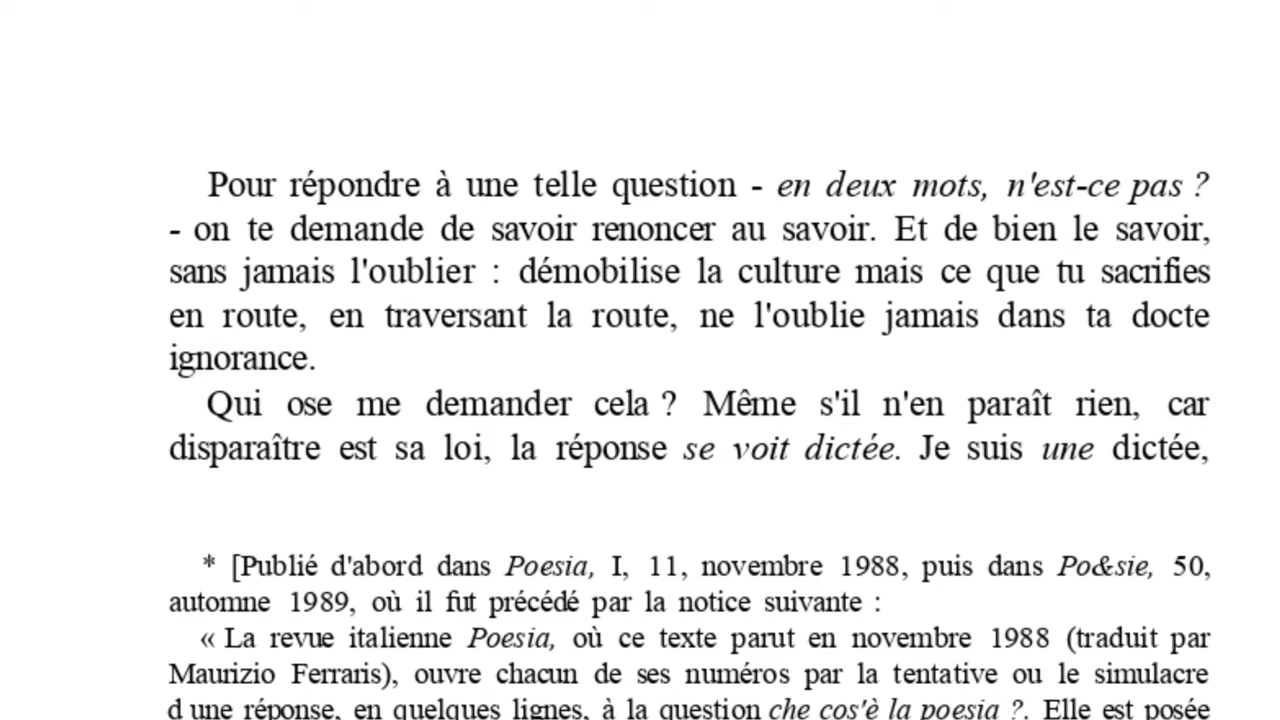 Pour répondre à une telle question - en deux mots, n'est-ce pas ?
- on te demande de savoir renoncer au savoir. Et de bien le savoir,
sans jamais l'oublier : démobilise la culture mais ce que tu sacrifies
en route, en traversant la route, ne l'oublie jamais dans ta docte
ignorance.
Qui ose me demander cela ? Même s'il n'en paraît rien, car
disparaître est sa loi, la réponse se voit dictée. Je suis une dictée,
* [Publié d'abord dans Poesia, I, 11, novembre 1988, puis dans Po&sie, 50,
automne 1989, où il fut précédé par la notice suivante :
« La revue italienne Poesia, où ce texte parut en novembre 1988 (traduit par
Maurizio Ferraris), ouvre chacun de ses numéros par la tentative ou le simulacre
d'une réponse, en quelques lignes, à la question che cos'è la poesia ?. Elle est posée